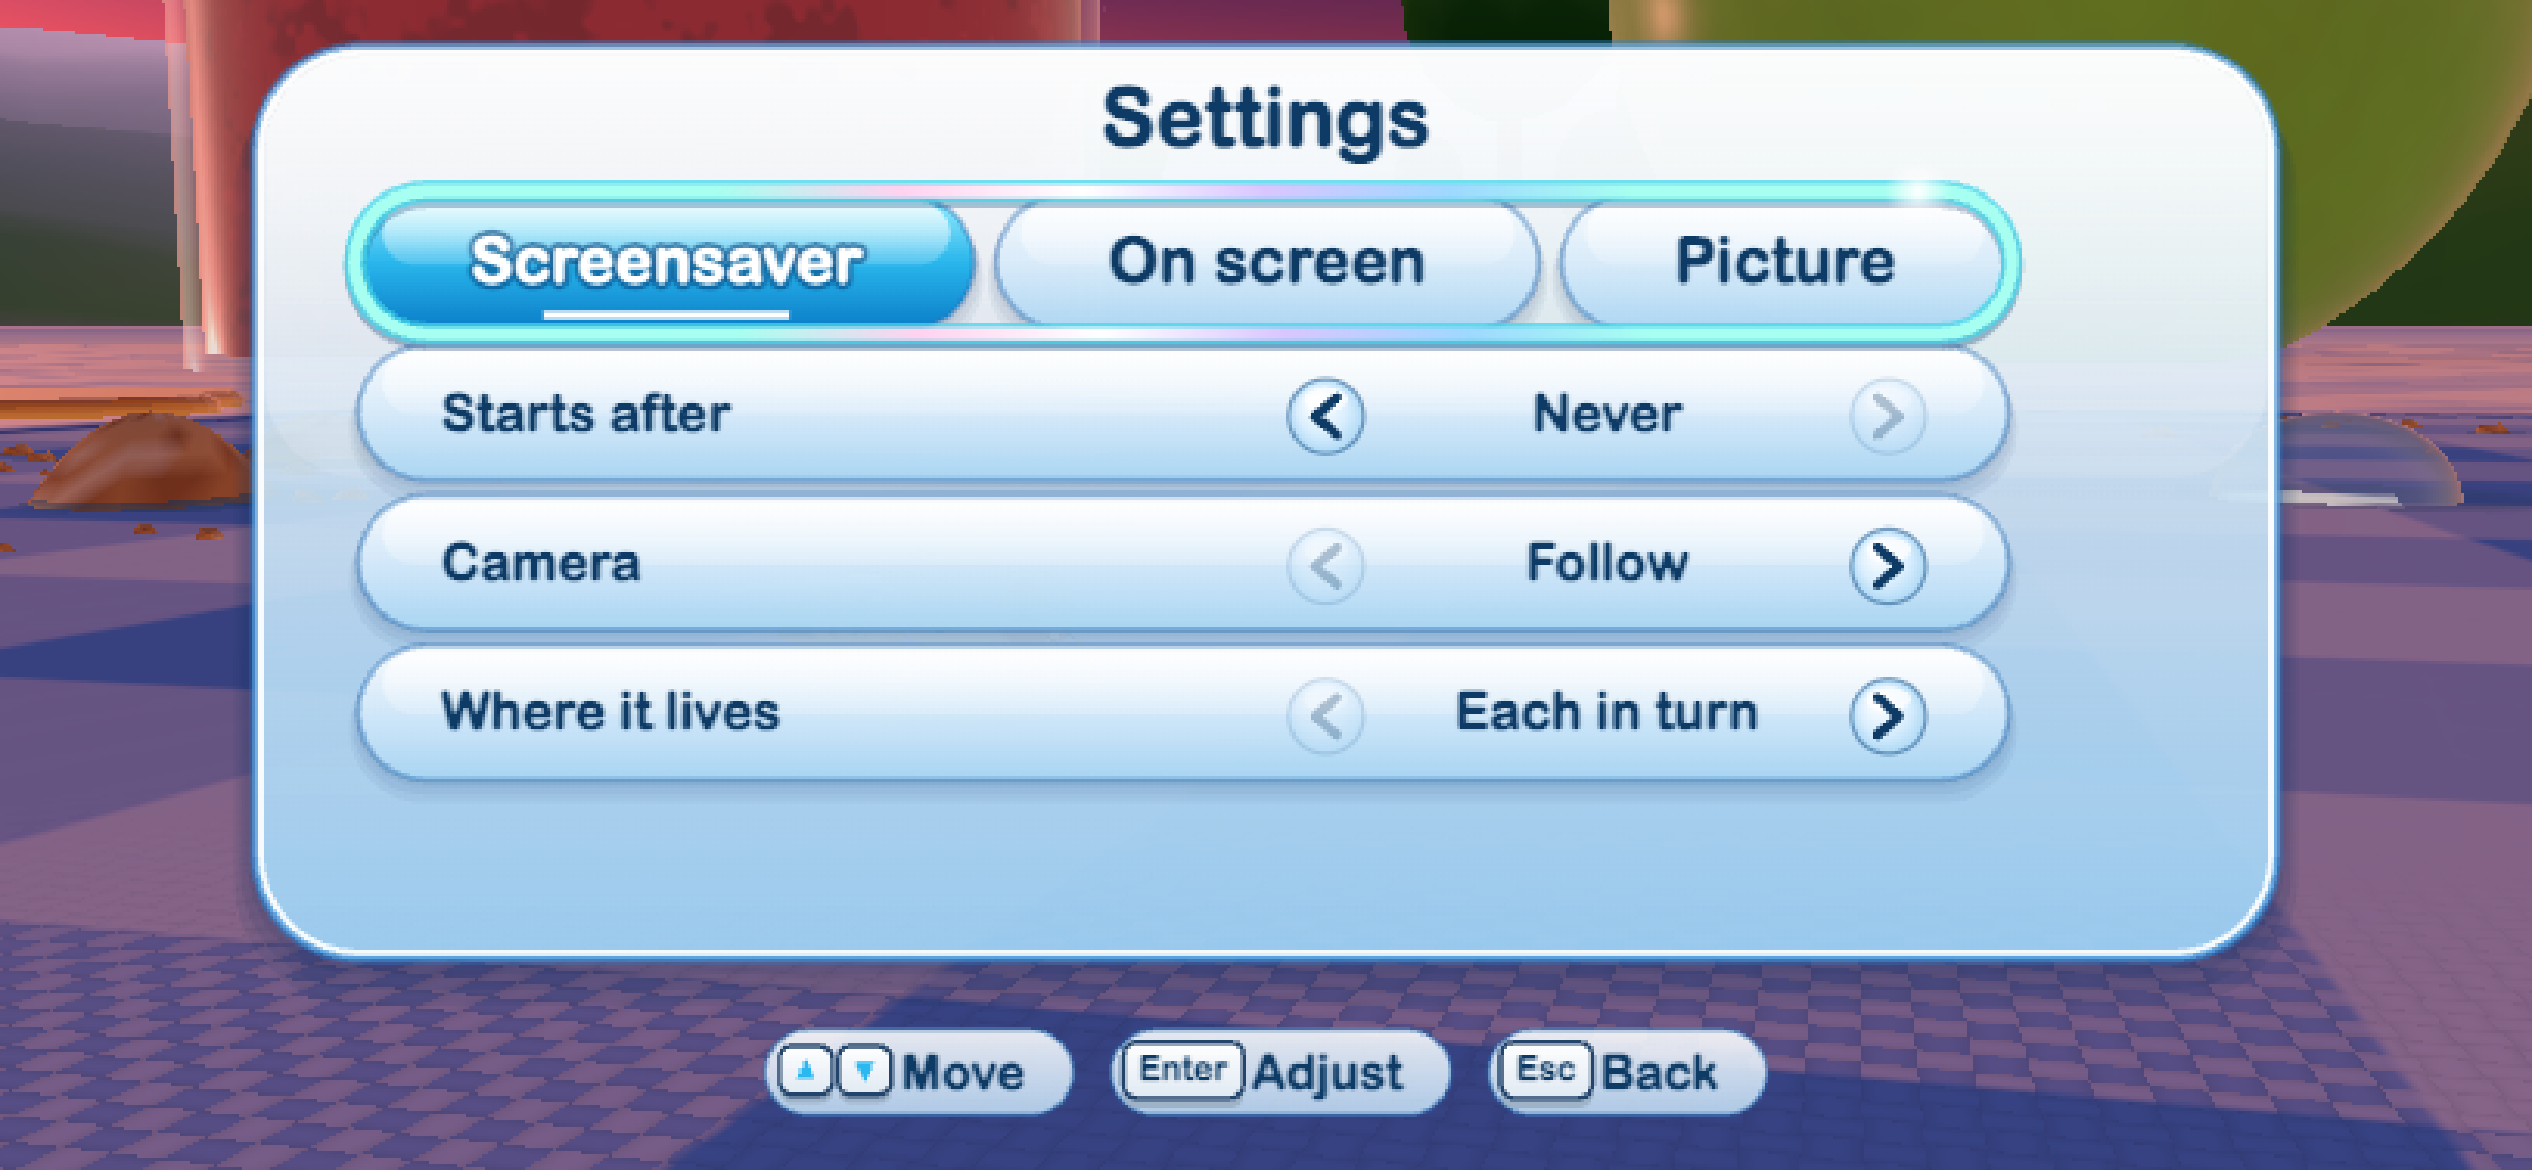 Settings
Screensaver On screen Picture
Starts after Never
Camera Follow
Where it lives Each in turn
Move Enter Adjust Esc Back